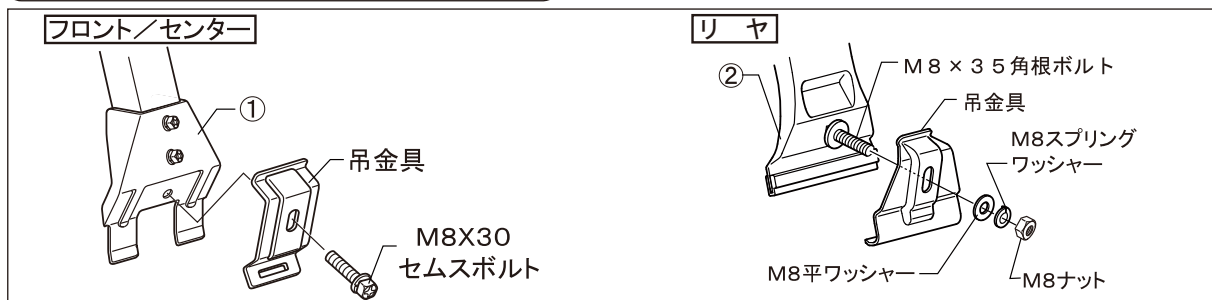 フロント／センター
①
吊金具
M8X30
セムスボルト
リ　ヤ
②
M８×３５角根ボルト
吊金具
M8スプリング
ワッシャー
M8平ワッシャー
M8ナット